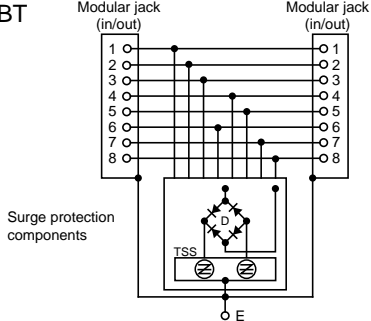 BT
Modular jack
(in/out)
Modular jack
(in/out)
1 1
2 2
3 3
4 4
5 5
6 6
7 7
8 8
Surge protection
components
D
TSS
E